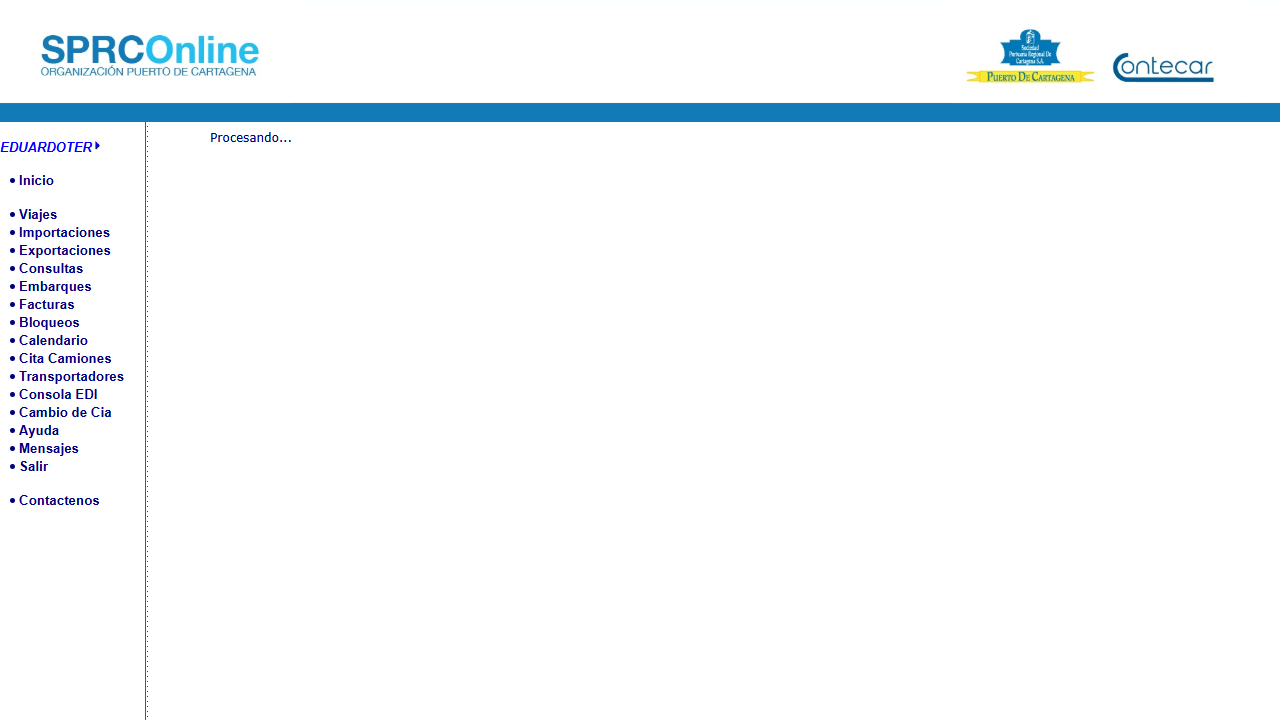 SPRCOnline
ORGANIZACIÓN PUERTO DE CARTAGENA
Sociedad
Portuaria Regional De
Cartagena S.A.
PUERTO DE CARTAGENA
Contecar
EDUARDOTER
Procesando...
• Inicio
• Viajes
• Importaciones
• Exportaciones
• Consultas
• Embarques
• Facturas
• Bloqueos
• Calendario
• Cita Camiones
• Transportadores
• Consola EDI
• Cambio de Cia
• Ayuda
• Mensajes
• Salir
• Contactenos